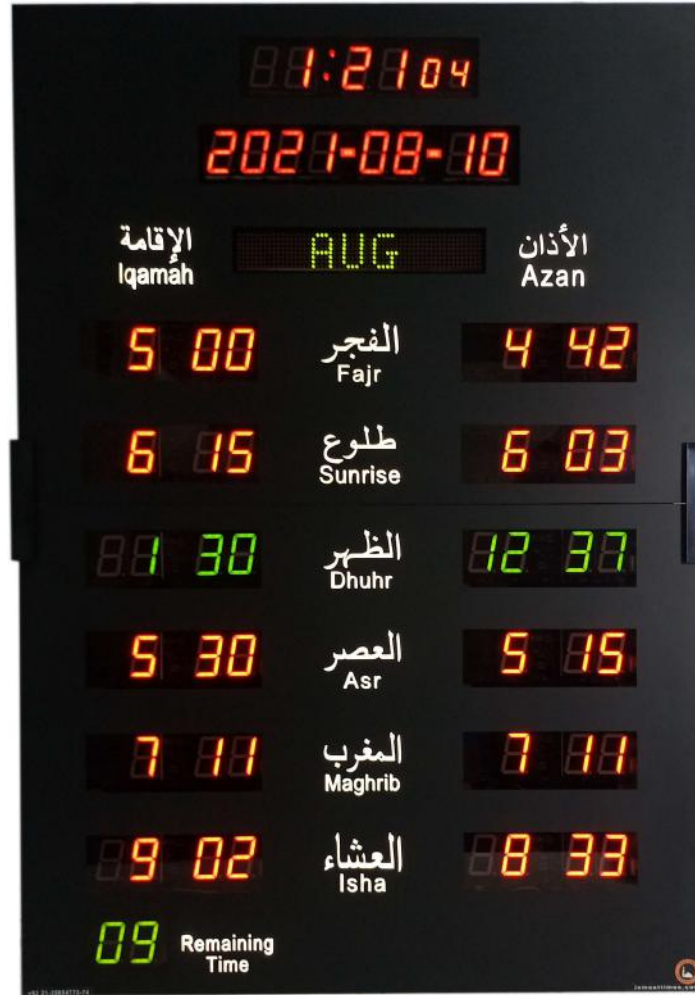 1:21 04
2021-08-10
الإقامة AUG الأذان
Iqamah Azan
5 00 الفجر 4 42
Fajr
6 15 طلوع 6 03
Sunrise
1 30 الظهر 12 37
Dhuhr
5 30 العصر 5 15
Asr
7 11 المغرب 7 11
Maghrib
9 02 العشاء 8 33
Isha
09 Remaining
Time